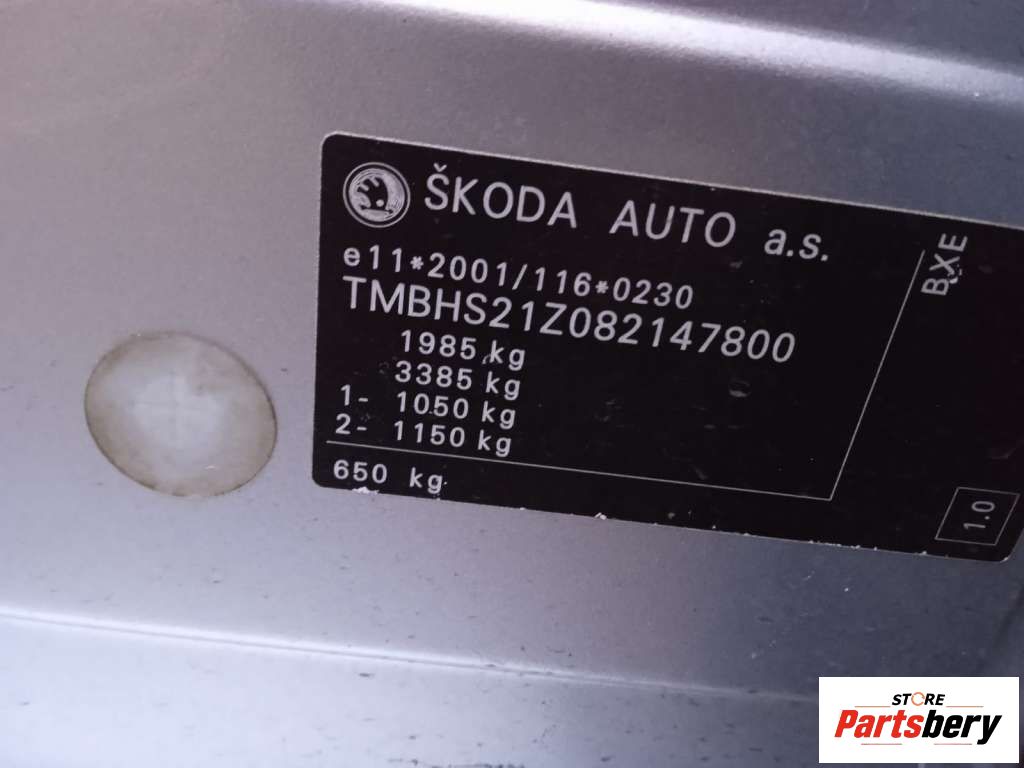 ŠKODA AUTO a.s.
e11*2001/116*0230
TMBHS21Z082147800
1985 kg
3385 kg
1- 1050 kg
2- 1150 kg
650 kg
BXE
1.0
STORE
Partsbery